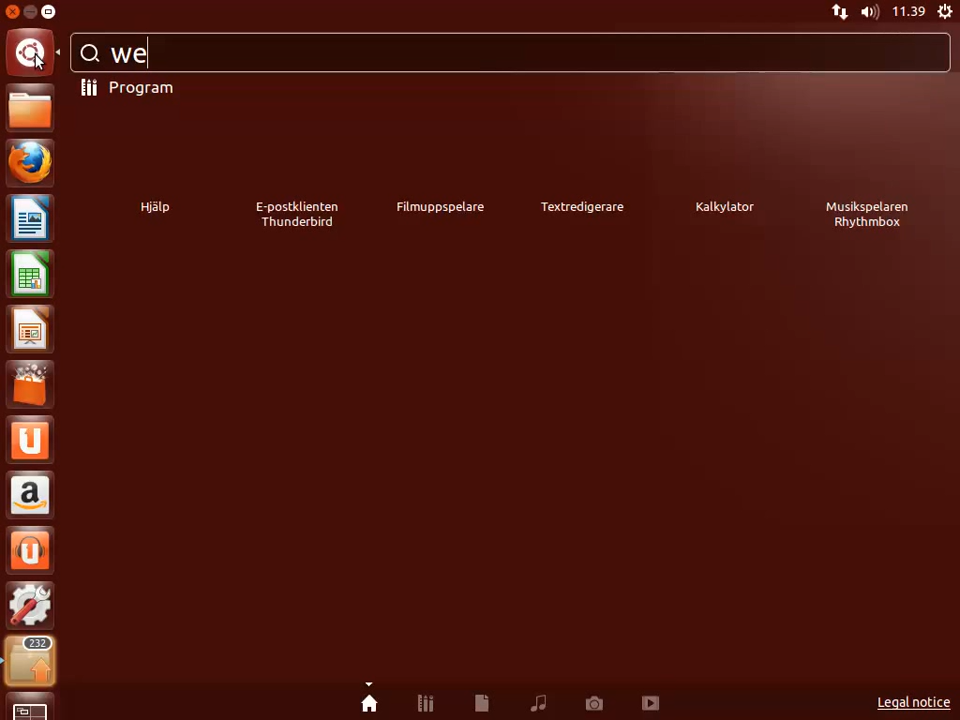 11.39
we
Program
Hjälp
E-postklienten
Thunderbird
Filmuppspelare
Textredigerare
Kalkylator
Musikspelaren
Rhythmbox
232
Legal notice